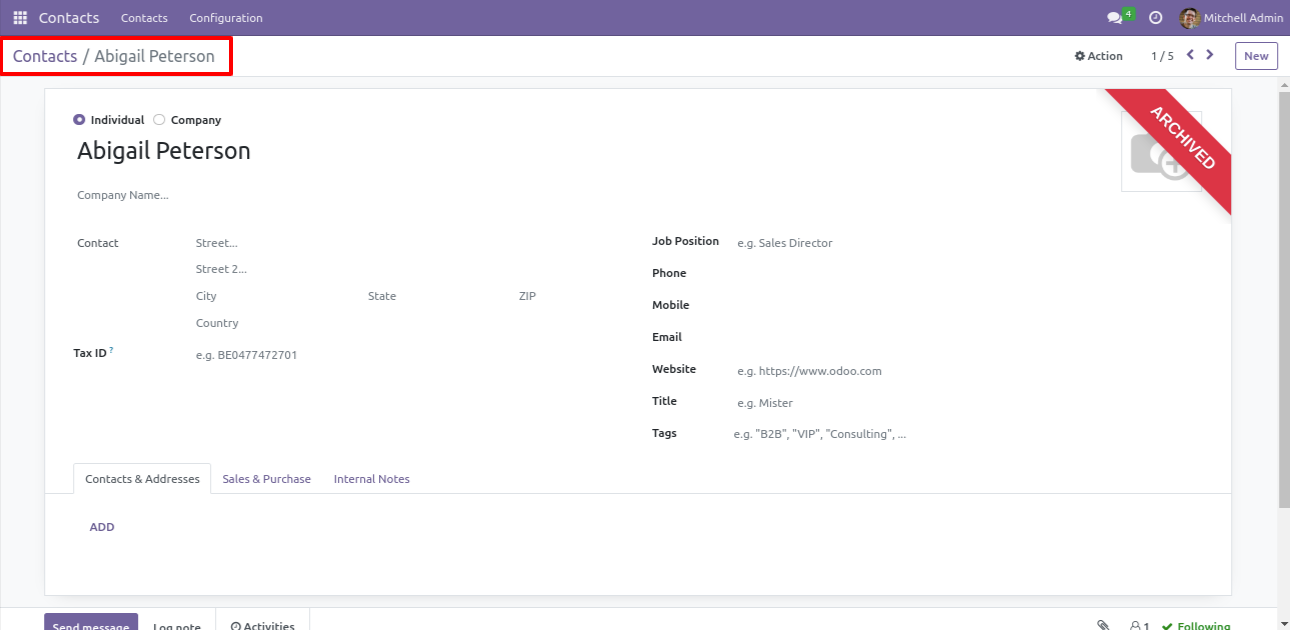 Contacts Contacts Configuration 4 Mitchell Admin
Contacts / Abigail Peterson Action 1 / 5 New
ARCHIVED
Individual Company
Abigail Peterson
Company Name...
Contact Street... Job Position e.g. Sales Director
Street 2... Phone
City State ZIP Mobile
Country Email
Tax ID ? e.g. BE0477472701 Website e.g. https://www.odoo.com
Title e.g. Mister
Tags e.g. "B2B", "VIP", "Consulting", ...
Contacts & Addresses Sales & Purchase Internal Notes
ADD
Send message Log note Activities 1 Following